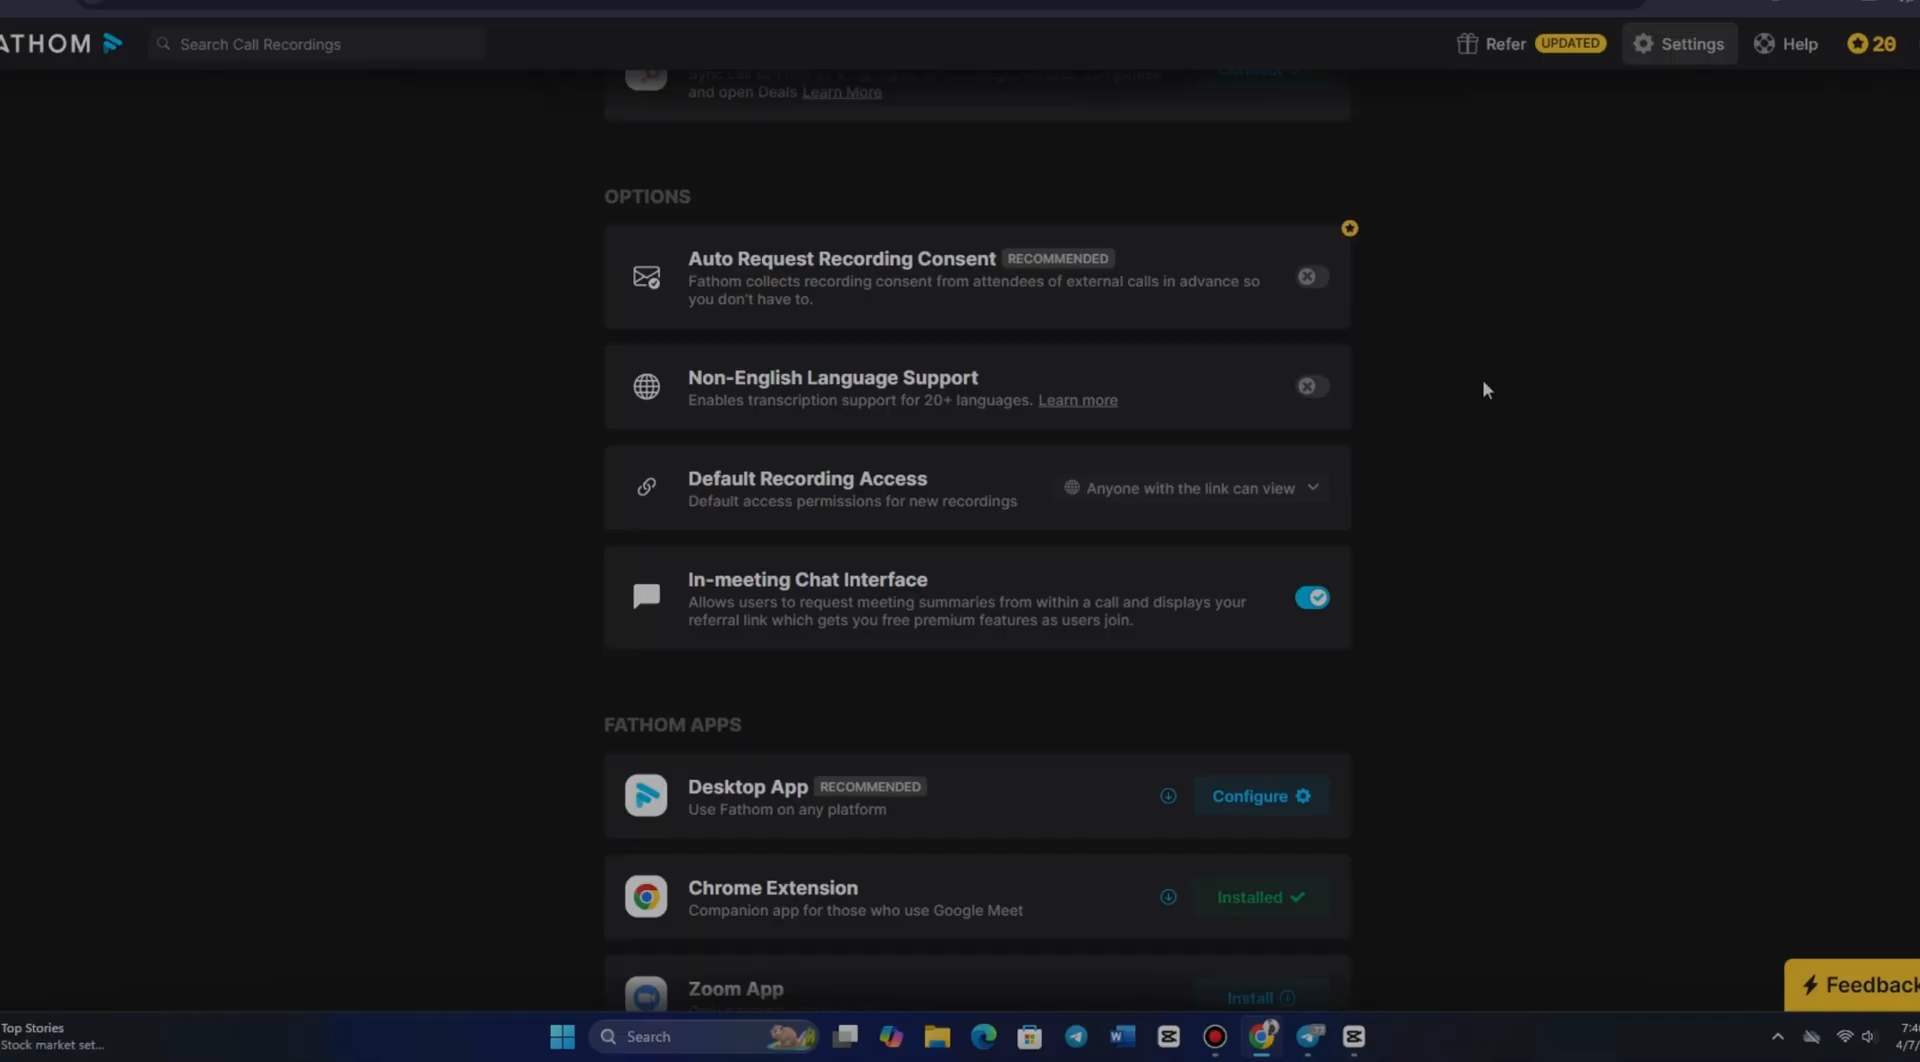 ATHOM
Search Call Recordings
Refer UPDATED
Settings
Help
20
and open Deals Learn More
OPTIONS
Auto Request Recording Consent RECOMMENDED
Fathom collects recording consent from attendees of external calls in advance so
you don't have to.
Non-English Language Support
Enables transcription support for 20+ languages. Learn more
Default Recording Access
Default access permissions for new recordings
Anyone with the link can view
In-meeting Chat Interface
Allows users to request meeting summaries from within a call and displays your
referral link which gets you free premium features as users join.
FATHOM APPS
Desktop App RECOMMENDED
Use Fathom on any platform
Configure
Chrome Extension
Companion app for those who use Google Meet
Installed
Zoom App
Install
Feedback
Top Stories
Stock market set...
Search
77
7:4
4/7/